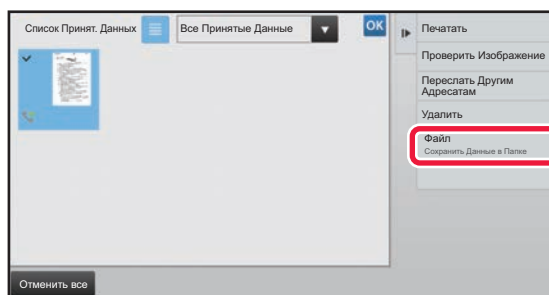 Список Принят. Данных
Все Принятые Данные
OK
Печатать
Проверить Изображение
Переслать Другим
Адресатам
Удалить
Файл
Сохранить Данные в Папке
Отменить все